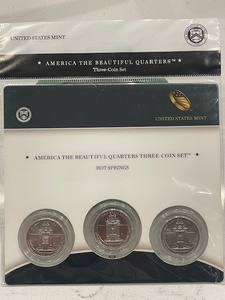 UNITED STATES MINT
AMERICA THE BEAUTIFUL QUARTERS™
Three-Coin Set
UNITED STATES MINT
AMERICA THE BEAUTIFUL QUARTERS THREE-COIN SET™
HOT SPRINGS